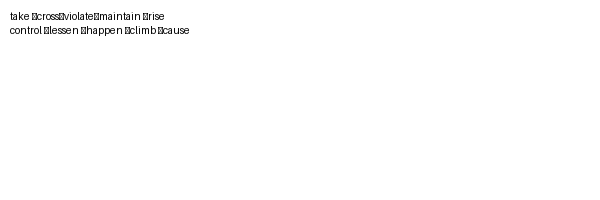 take 、cross、violate、maintain 、rise
control 、lessen 、happen 、climb 、cause